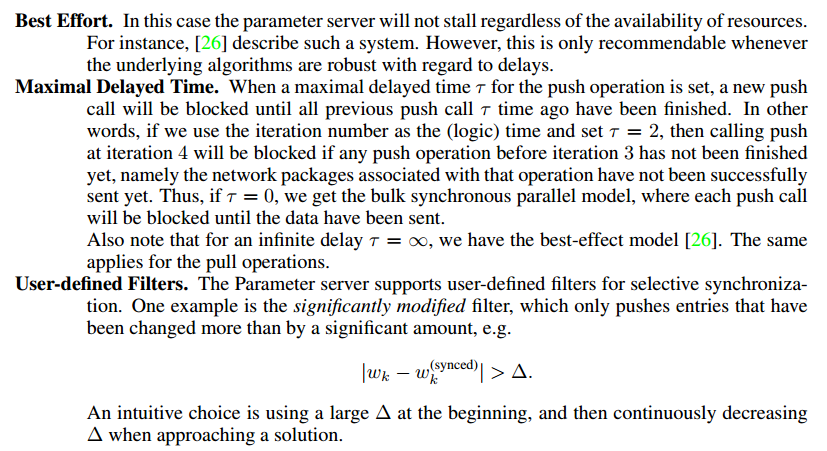 Best Effort. In this case the parameter server will not stall regardless of the availability of resources.
For instance, [26] describe such a system. However, this is only recommendable whenever
the underlying algorithms are robust with regard to delays.
Maximal Delayed Time. When a maximal delayed time τ for the push operation is set, a new push
call will be blocked until all previous push call τ time ago have been finished. In other
words, if we use the iteration number as the (logic) time and set τ = 2, then calling push
at iteration 4 will be blocked if any push operation before iteration 3 has not been finished
yet, namely the network packages associated with that operation have not been successfully
sent yet. Thus, if τ = 0, we get the bulk synchronous parallel model, where each push call
will be blocked until the data have been sent.
Also note that for an infinite delay τ = ∞, we have the best-effect model [26]. The same
applies for the pull operations.
User-defined Filters. The Parameter server supports user-defined filters for selective synchroniza-
tion. One example is the significantly modified filter, which only pushes entries that have
been changed more than by a significant amount, e.g.
|w_k − w_k^(synced)| > Δ.
An intuitive choice is using a large Δ at the beginning, and then continuously decreasing
Δ when approaching a solution.